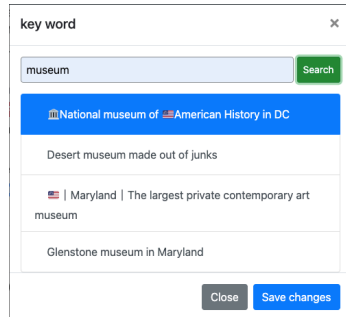 key word ×
museum Search
🏛️National museum of 🇺🇸American History in DC
Desert museum made out of junks
🇺🇸｜Maryland｜The largest private contemporary art
museum
Glenstone museum in Maryland
Close Save changes